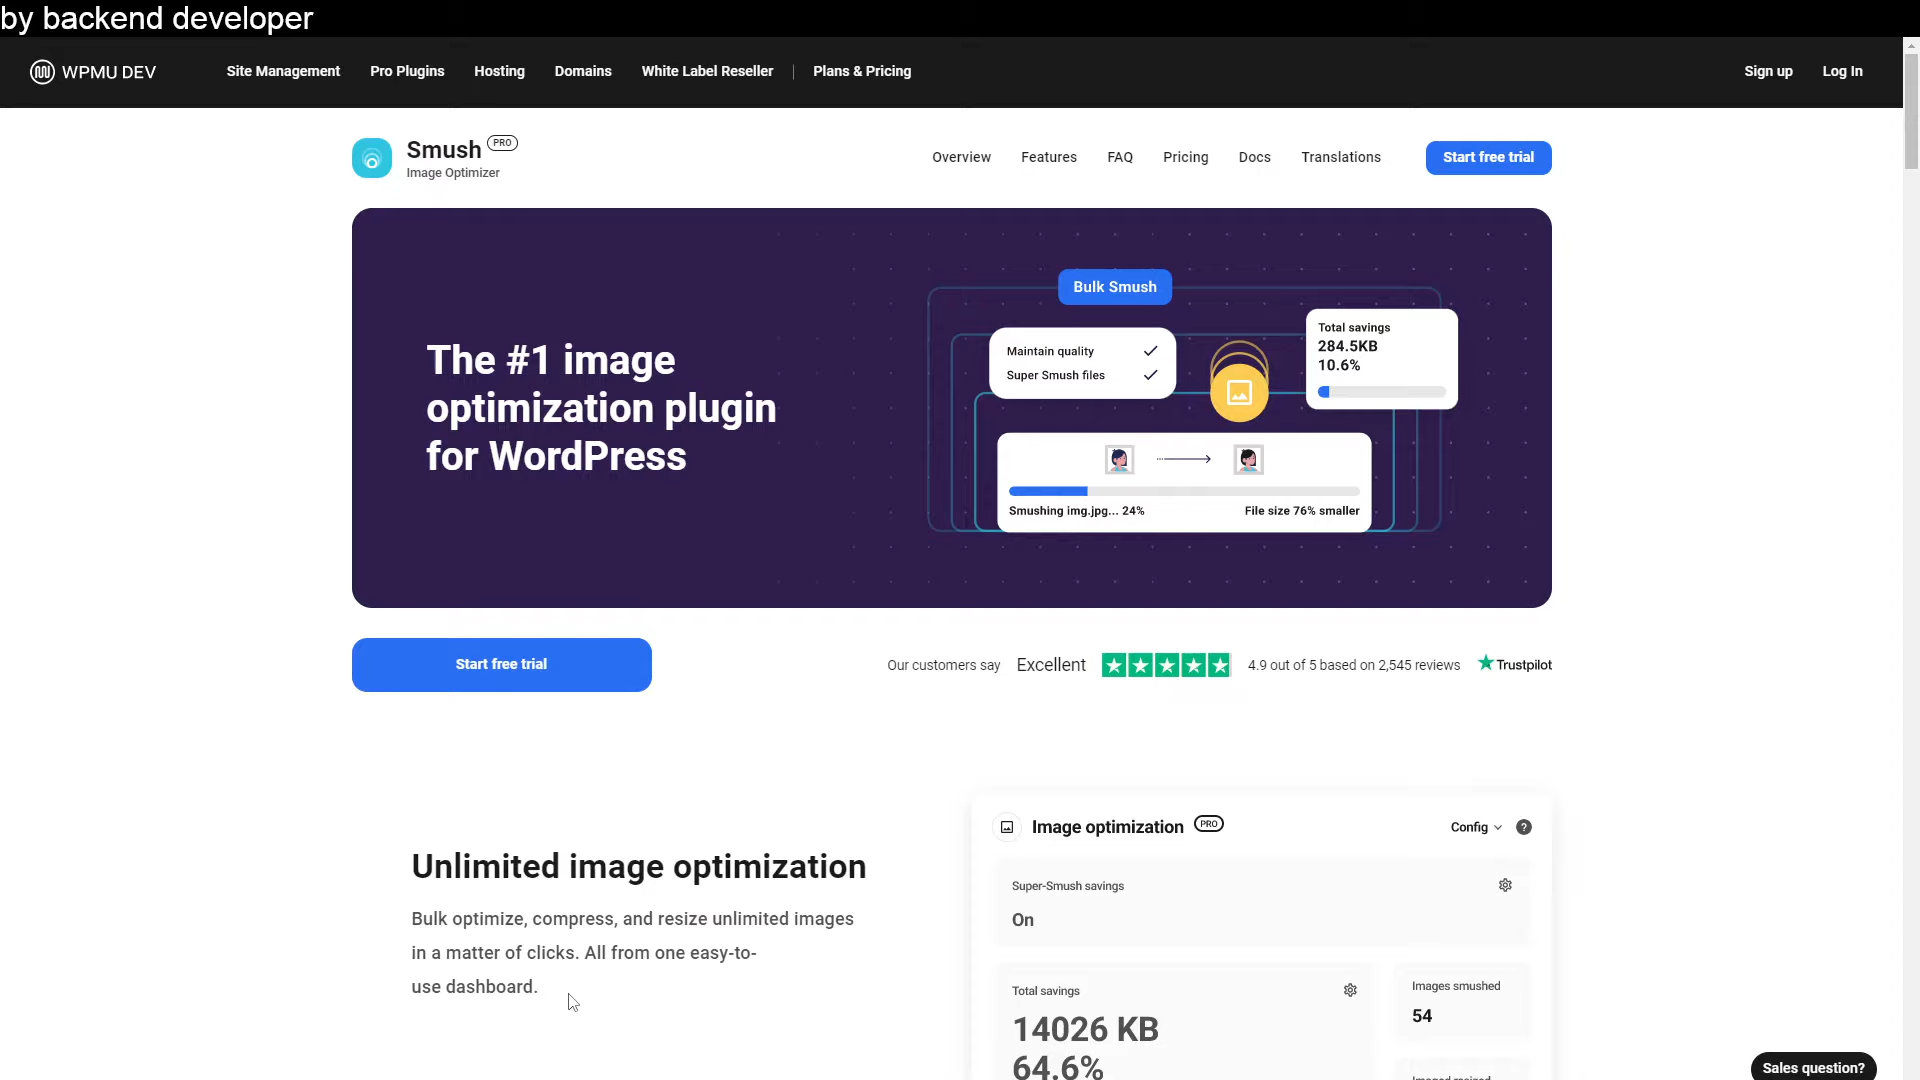 by backend developer
WPMU DEV
Site Management
Pro Plugins
Hosting
Domains
White Label Reseller
Plans & Pricing
Sign up
Log In
Smush PRO
Image Optimizer
Overview
Features
FAQ
Pricing
Docs
Translations
Start free trial
The #1 image
optimization plugin
for WordPress
Bulk Smush
Maintain quality
Super Smush files
Total savings
284.5KB
10.6%
Smushing img.jpg... 24%
File size 76% smaller
Start free trial
Our customers say Excellent
4.9 out of 5 based on 2,545 reviews
Trustpilot
Unlimited image optimization
Bulk optimize, compress, and resize unlimited images
in a matter of clicks. All from one easy-to-
use dashboard.
Image optimization PRO
Config
?
Super-Smush savings
On
Total savings
14026 KB
64.6%
Images smushed
54
Sales question?